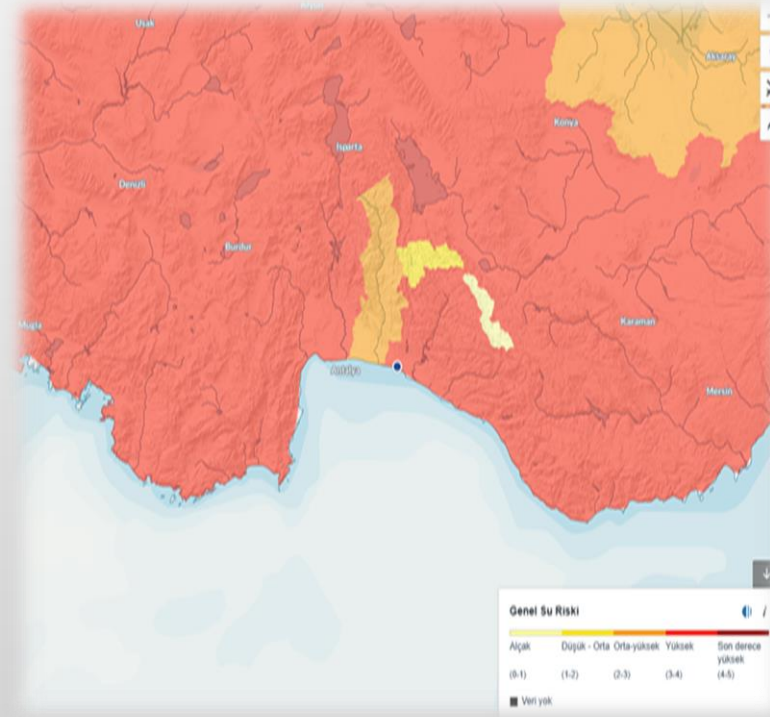 Uşak
Aksaray
Konya
Isparta
Denizli
Burdur
Muğla
Karaman
Antalya
Mersin
Genel Su Riski
Alçak Düşük - Orta Orta-yüksek Yüksek Son derece
yüksek
(0-1) (1-2) (2-3) (3-4) (4-5)
Veri yok